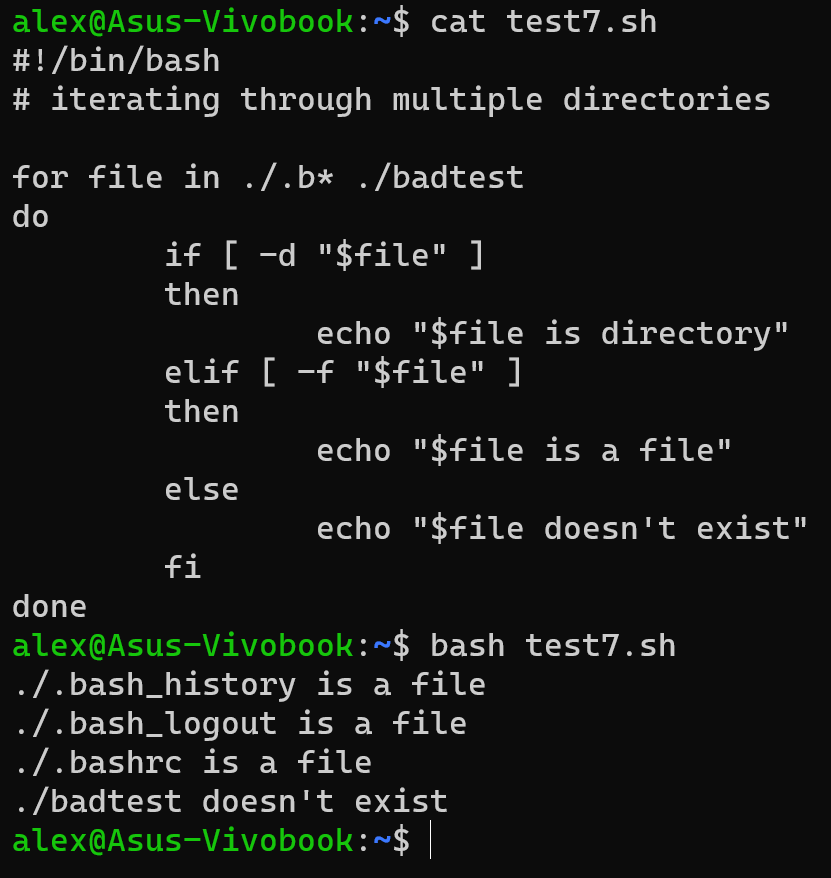 alex@Asus-Vivobook:~$ cat test7.sh
#!/bin/bash
# iterating through multiple directories

for file in ./.b* ./badtest
do
        if [ -d "$file" ]
        then
                echo "$file is directory"
        elif [ -f "$file" ]
        then
                echo "$file is a file"
        else
                echo "$file doesn't exist"
        fi
done
alex@Asus-Vivobook:~$ bash test7.sh
./.bash_history is a file
./.bash_logout is a file
./.bashrc is a file
./badtest doesn't exist
alex@Asus-Vivobook:~$